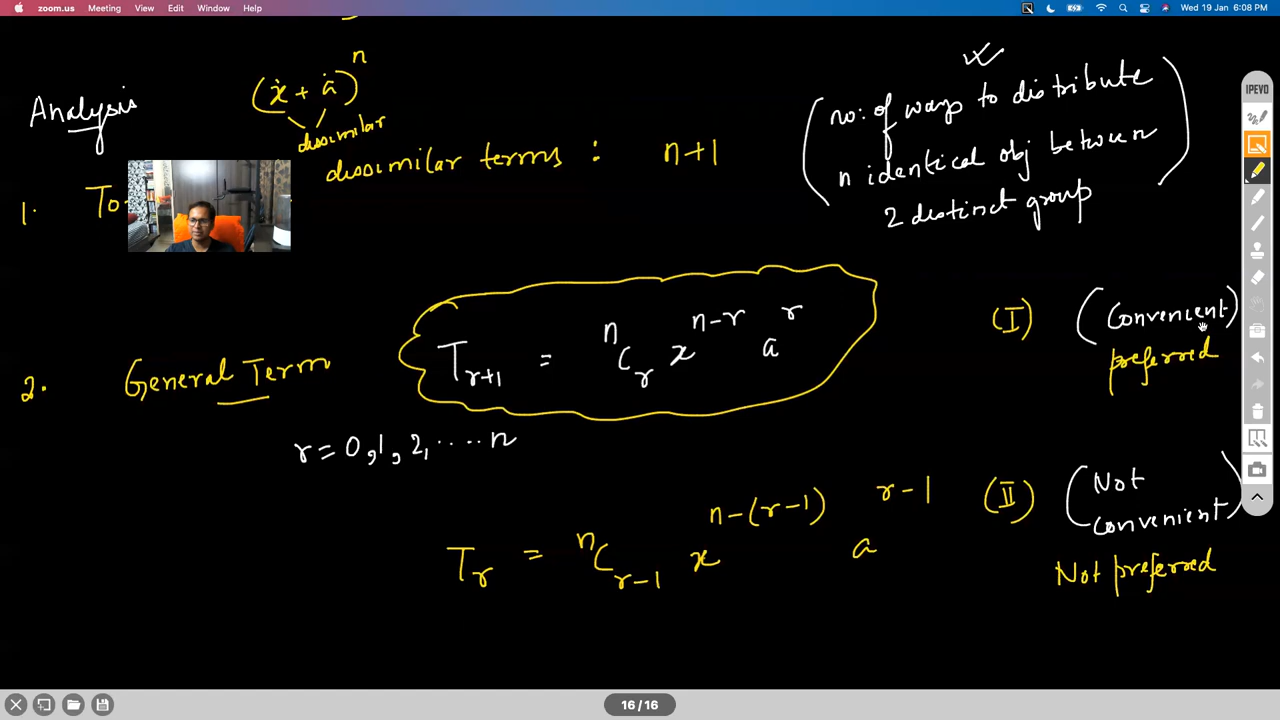 zoom.us Meeting View Edit Window Help Wed 19 Jan 6:08 PM
IPEVO
Analysis
(x + a)^n
dissimilar
1. To
dissimilar terms : n+1
(no: of ways to distribute
n identical obj between
2 distinct group)
2. General Term
T_{r+1} = ^nC_r x^{n-r} a^r
(I) (Convenient)
preferred
r = 0, 1, 2, ..... n
T_r = ^nC_{r-1} x^{n-(r-1)} a^{r-1}
(II) (Not
convenient)
Not preferred
16 / 16